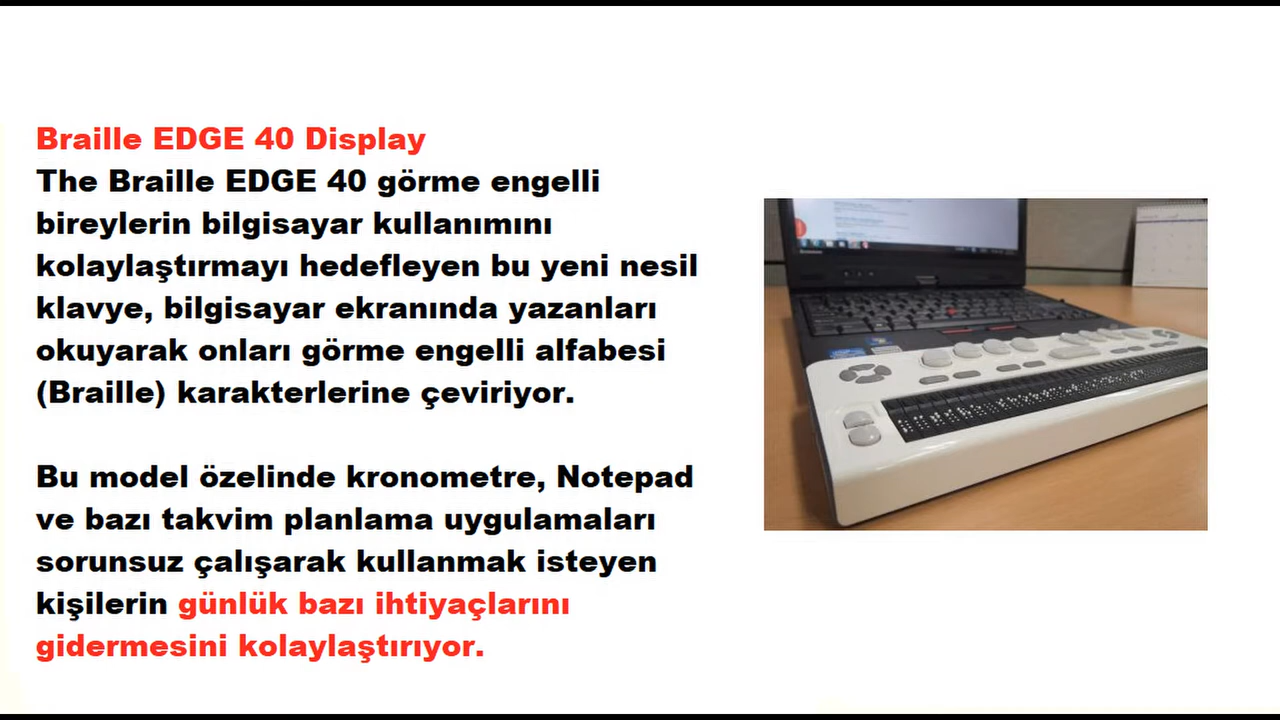 Braille EDGE 40 Display
The Braille EDGE 40 görme engelli
bireylerin bilgisayar kullanımını
kolaylaştırmayı hedefleyen bu yeni nesil
klavye, bilgisayar ekranında yazanları
okuyarak onları görme engelli alfabesi
(Braille) karakterlerine çeviriyor.
Bu model özelinde kronometre, Notepad
ve bazı takvim planlama uygulamaları
sorunsuz çalışarak kullanmak isteyen
kişilerin günlük bazı ihtiyaçlarını
gidermesini kolaylaştırıyor.